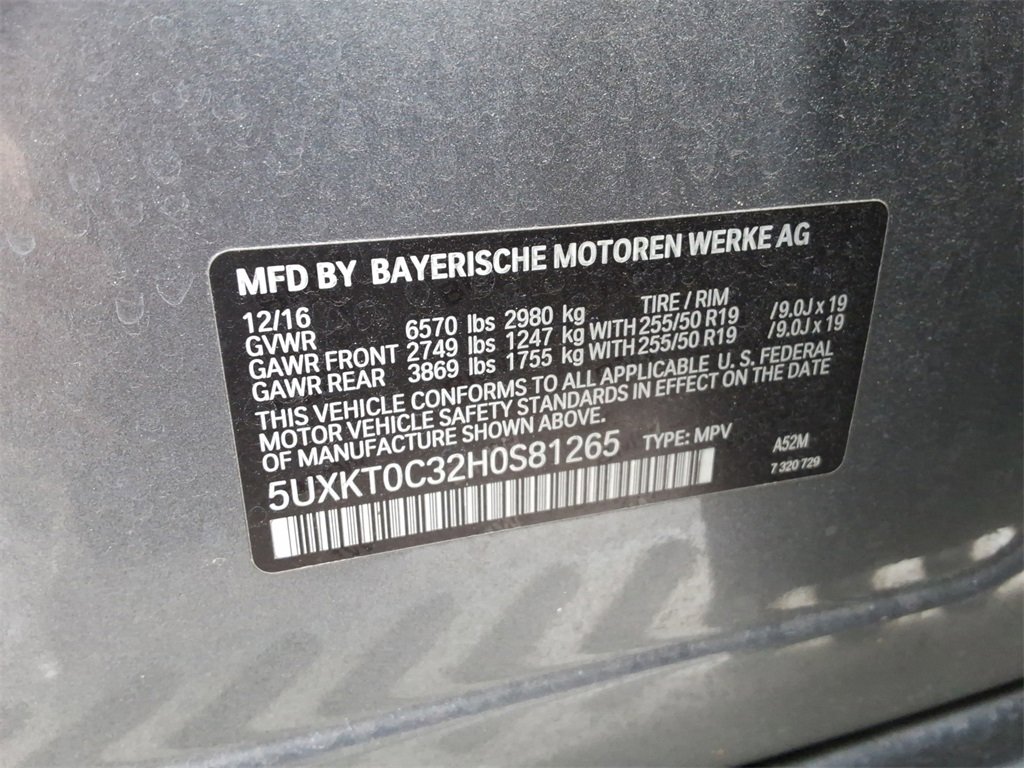 MFD BY BAYERISCHE MOTOREN WERKE AG
12/16 TIRE / RIM
GVWR 6570 lbs 2980 kg
GAWR FRONT 2749 lbs 1247 kg WITH 255/50 R19 /9.0J x 19
GAWR REAR 3869 lbs 1755 kg WITH 255/50 R19 /9.0J x 19
THIS VEHICLE CONFORMS TO ALL APPLICABLE U.S. FEDERAL
MOTOR VEHICLE SAFETY STANDARDS IN EFFECT ON THE DATE
OF MANUFACTURE SHOWN ABOVE.
5UXKT0C32H0S81265 TYPE: MPV A52M
7 320 729